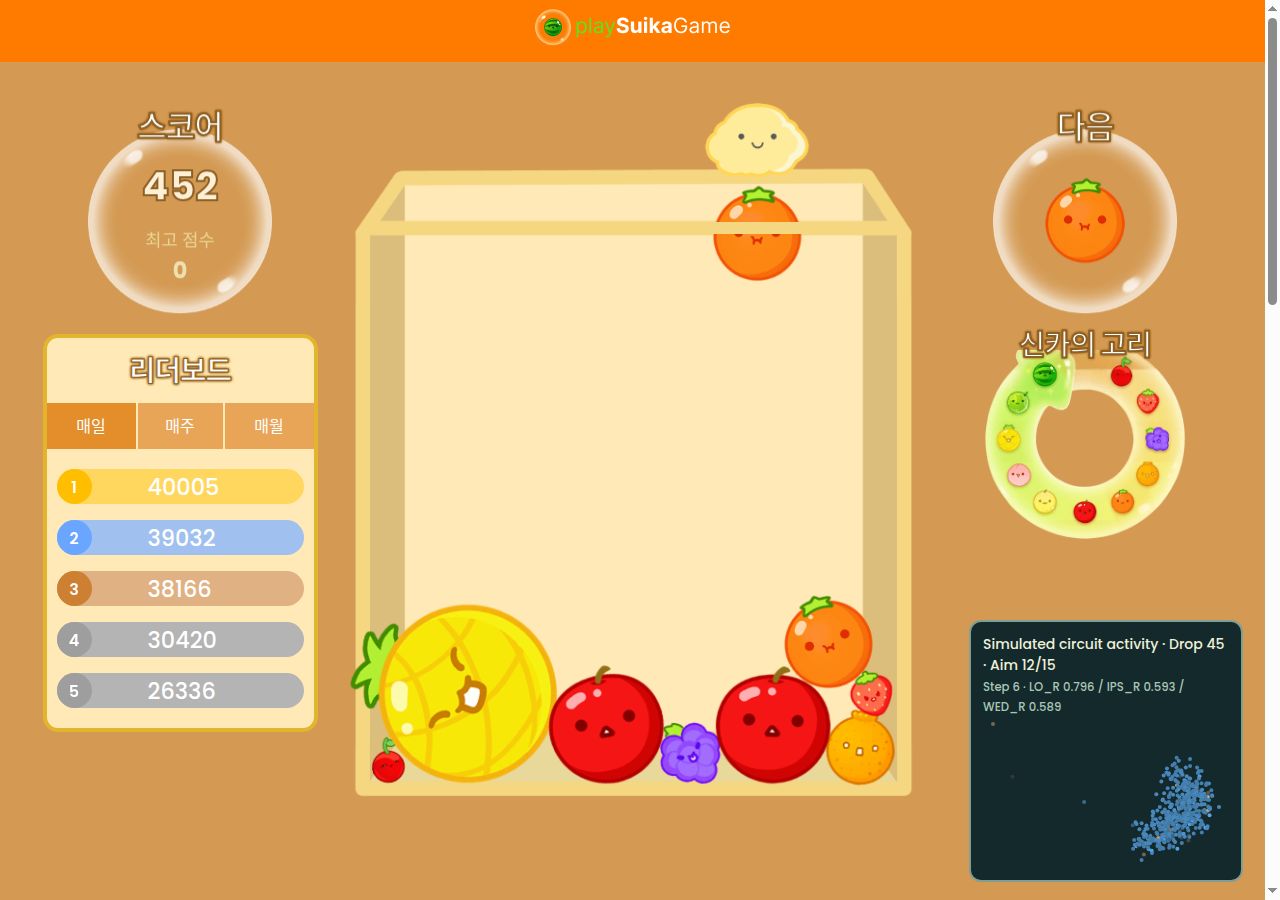 playSuikaGame
스코어
452
최고 점수
0
다음
신카의 고리
리더보드
매일 매주 매월
1 40005
2 39032
3 38166
4 30420
5 26336
Simulated circuit activity · Drop 45
· Aim 12/15
Step 6 · LO_R 0.796 / IPS_R 0.593 /
WED_R 0.589